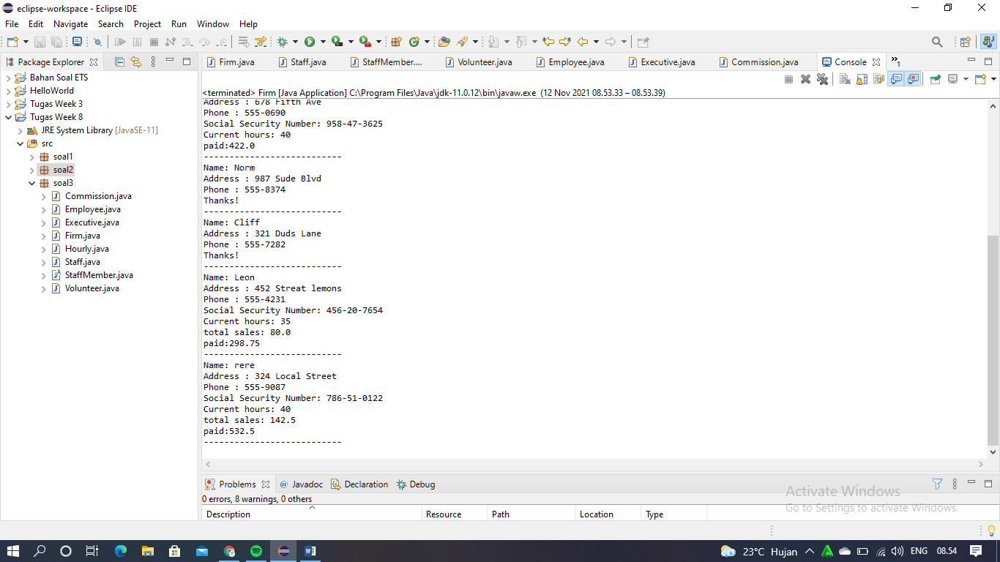 eclipse-workspace - Eclipse IDE
File Edit Navigate Search Project Run Window Help
Package Explorer
Firm.java Staff.java StaffMember.... Volunteer.java Employee.java Executive.java Commission.java Console »1
Bahan Soal ETS
HelloWorld
Tugas Week 3
Tugas Week 8
JRE System Library [JavaSE-11]
src
soal1
soal2
soal3
Commission.java
Employee.java
Executive.java
Firm.java
Hourly.java
Staff.java
StaffMember.java
Volunteer.java
<terminated> Firm [Java Application] C:\Program Files\Java\jdk-11.0.12\bin\javaw.exe (12 Nov 2021 08.53.33 – 08.53.39)
Address : 678 Fifth Ave
Phone : 555-0690
Social Security Number: 958-47-3625
Current hours: 40
paid:422.0
---------------------------
Name: Norm
Address : 987 Sude Blvd
Phone : 555-8374
Thanks!
---------------------------
Name: Cliff
Address : 321 Duds Lane
Phone : 555-7282
Thanks!
---------------------------
Name: Leon
Address : 452 Streat lemons
Phone : 555-4231
Social Security Number: 456-20-7654
Current hours: 35
total sales: 80.0
paid:298.75
---------------------------
Name: rere
Address : 324 Local Street
Phone : 555-9087
Social Security Number: 786-51-0122
Current hours: 40
total sales: 142.5
paid:532.5
---------------------------
Problems @ Javadoc Declaration Debug
0 errors, 8 warnings, 0 others
Description Resource Path Location Type
Activate Windows
Go to Settings to activate Windows.
23°C Hujan ENG 08.54